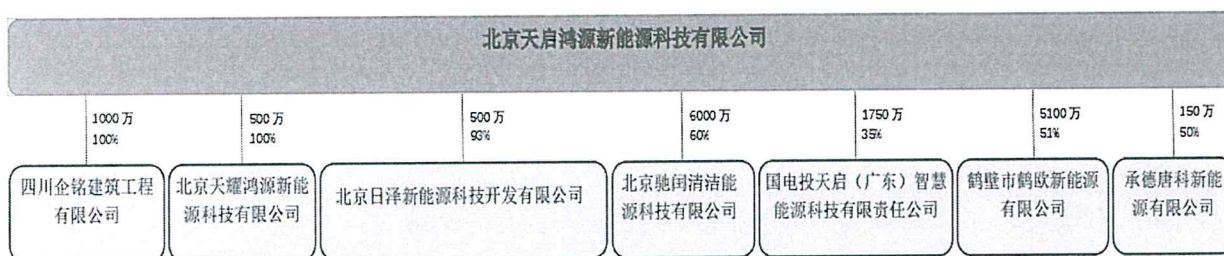 北京天启鸿源新能源科技有限公司
1000万
100%
500万
100%
500万
93%
6000万
60%
1750万
35%
5100万
51%
150万
50%
四川企铭建筑工程
有限公司
北京天耀鸿源新能
源科技有限公司
北京日泽新能源科技开发有限公司
北京驰闰清洁能
源科技有限公司
国电投天启（广东）智慧
能源科技有限责任公司
鹤壁市鹤欧新能源
有限公司
承德唐科新能
源有限公司